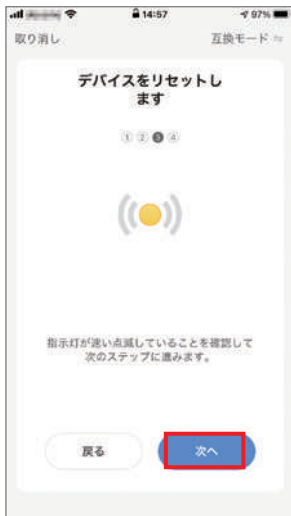 14:57 97%
取り消し 互換モード ⇋
デバイスをリセットし
ます
① ② ❸ ④
指示灯が速い点滅していることを確認して
次のステップに進みます。
戻る 次へ